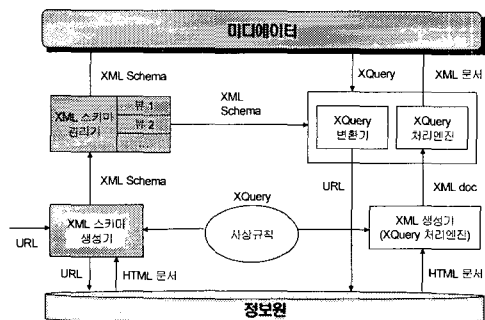 미디에이터
XML Schema
XQuery
XML 문서
XML 스키마
관리기
뷰 1
뷰 2
...
XML
Schema
XQuery
변환기
XQuery
처리엔진
XML Schema
XQuery
URL
XML doc
XML 스키마
생성기
사상규칙
XML 생성기
(XQuery 처리엔진)
URL
URL
HTML 문서
HTML 문서
정보원